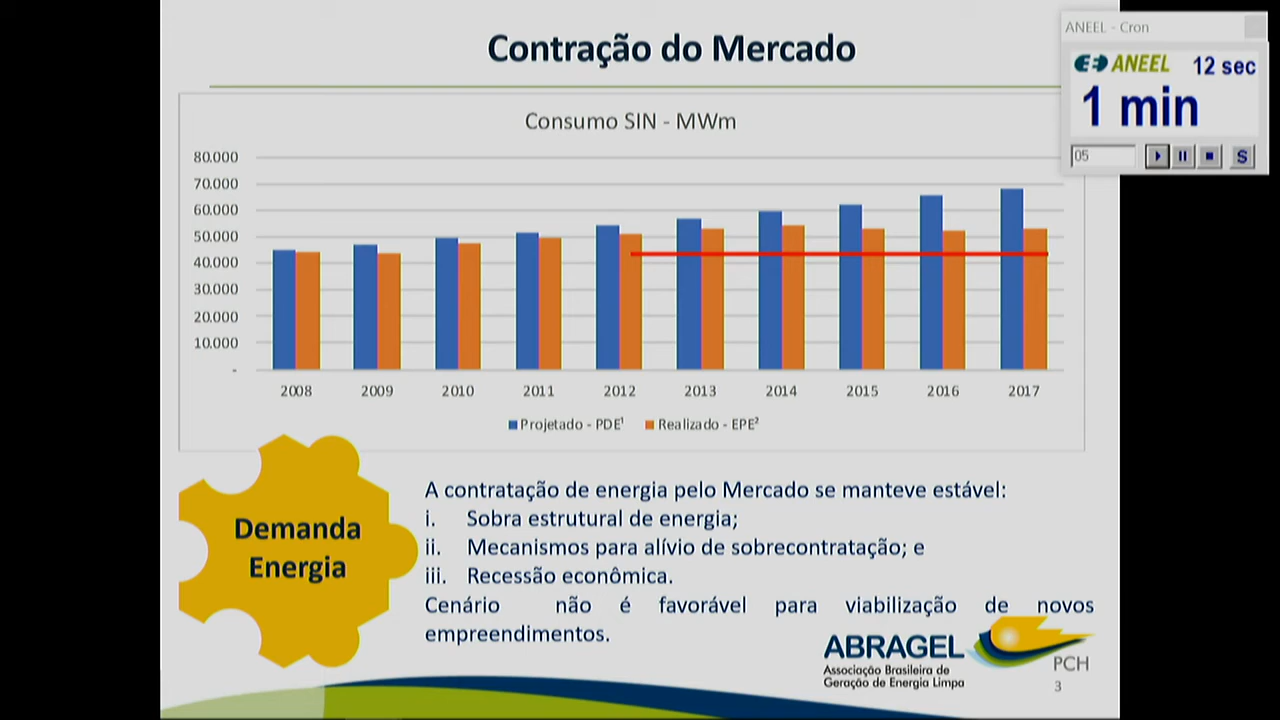 Contração do Mercado
ANEEL - Cron
ANEEL
12 sec
1 min
05
S
Consumo SIN - MWm
80.000
70.000
60.000
50.000
40.000
30.000
20.000
10.000
-
2008 2009 2010 2011 2012 2013 2014 2015 2016 2017
Projetado - PDE¹ Realizado - EPE²
Demanda
Energia
A contratação de energia pelo Mercado se manteve estável:
i. Sobra estrutural de energia;
ii. Mecanismos para alívio de sobrecontratação; e
iii. Recessão econômica.
Cenário não é favorável para viabilização de novos
empreendimentos.
ABRAGEL
Associação Brasileira de
Geração de Energia Limpa
PCH
3